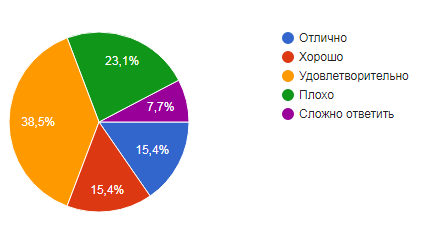 23,1%
7,7%
38,5%
15,4%
15,4%
Отлично
Хорошо
Удовлетворительно
Плохо
Сложно ответить